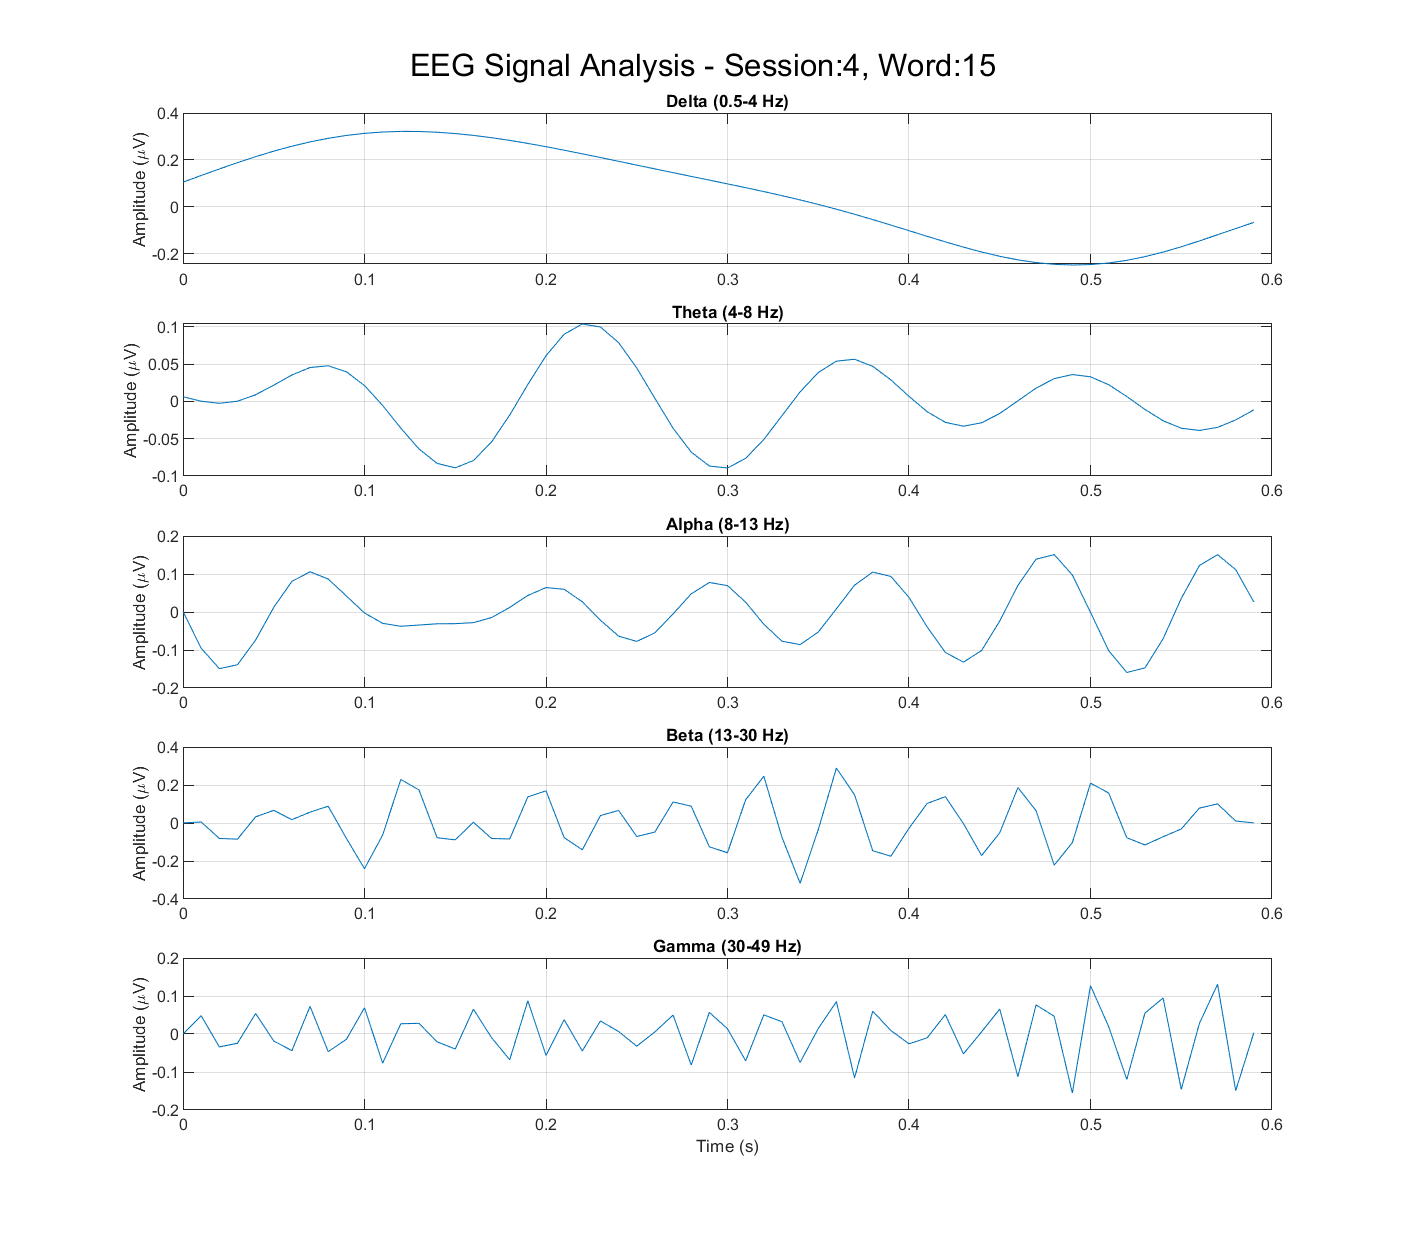 EEG Signal Analysis - Session:4, Word:15
Delta (0.5-4 Hz)
Amplitude (μV)
0.4
0.2
0
-0.2
0 0.1 0.2 0.3 0.4 0.5 0.6
Theta (4-8 Hz)
Amplitude (μV)
0.1
0.05
0
-0.05
-0.1
0 0.1 0.2 0.3 0.4 0.5 0.6
Alpha (8-13 Hz)
Amplitude (μV)
0.2
0.1
0
-0.1
-0.2
0 0.1 0.2 0.3 0.4 0.5 0.6
Beta (13-30 Hz)
Amplitude (μV)
0.4
0.2
0
-0.2
-0.4
0 0.1 0.2 0.3 0.4 0.5 0.6
Gamma (30-49 Hz)
Amplitude (μV)
0.2
0.1
0
-0.1
-0.2
0 0.1 0.2 0.3 0.4 0.5 0.6
Time (s)